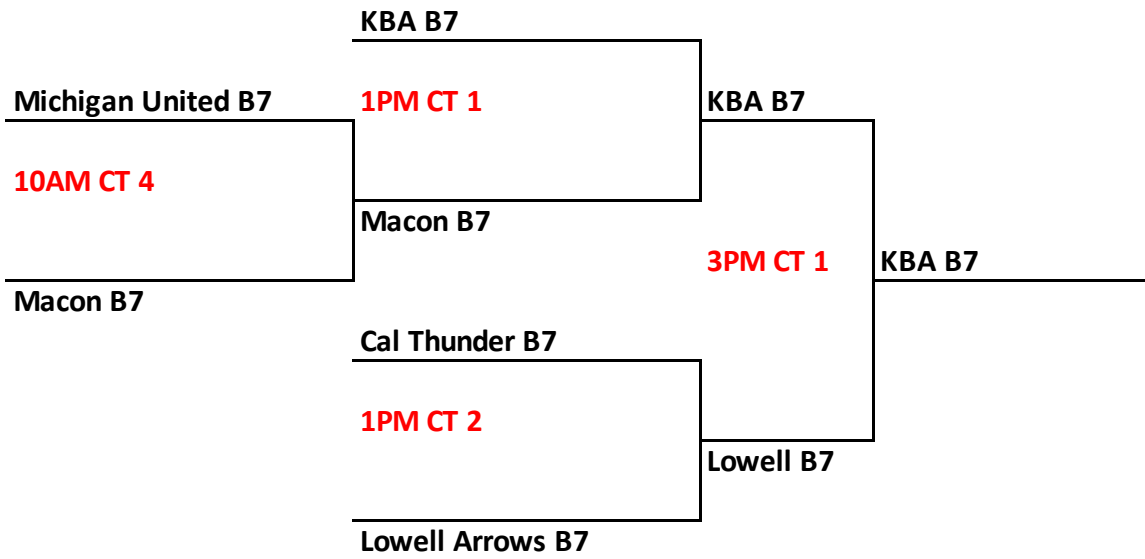 KBA B7
Michigan United B7
1PM CT 1
KBA B7
10AM CT 4
Macon B7
3PM CT 1
KBA B7
Macon B7
Cal Thunder B7
1PM CT 2
Lowell B7
Lowell Arrows B7